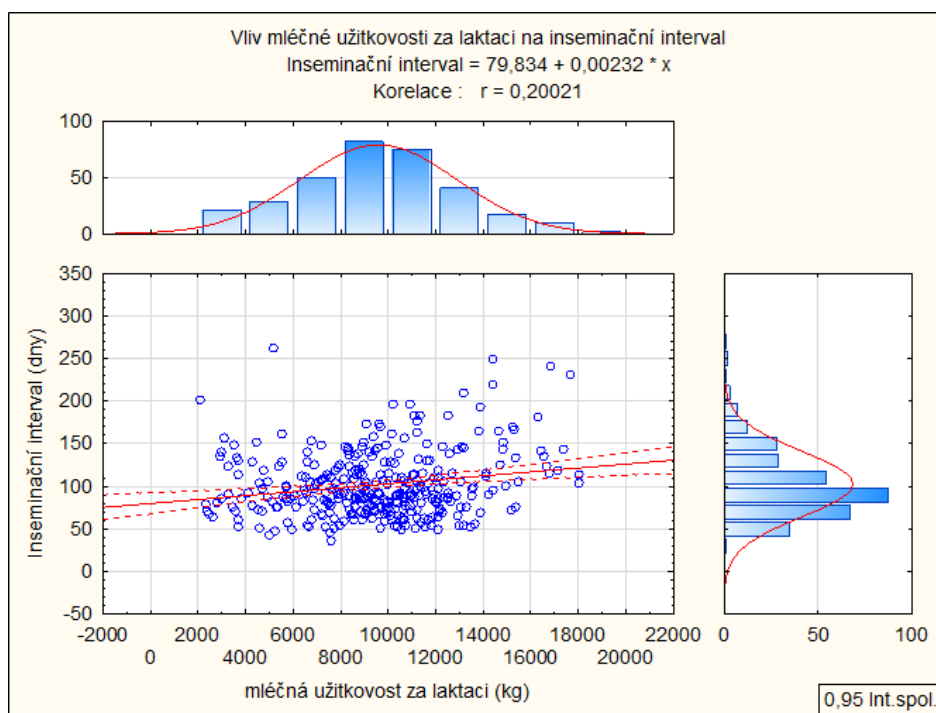 Vliv mléčné užitkovosti za laktaci na inseminační interval
Inseminační interval = 79,834 + 0,00232 * x
Korelace : r = 0,20021
100
50
0
350
300
250
200
150
100
50
0
-50
Inseminační interval (dny)
-2000 2000 6000 10000 14000 18000 22000
0 4000 8000 12000 16000 20000
mléčná užitkovost za laktaci (kg)
0 50 100
0,95 Int.spol.